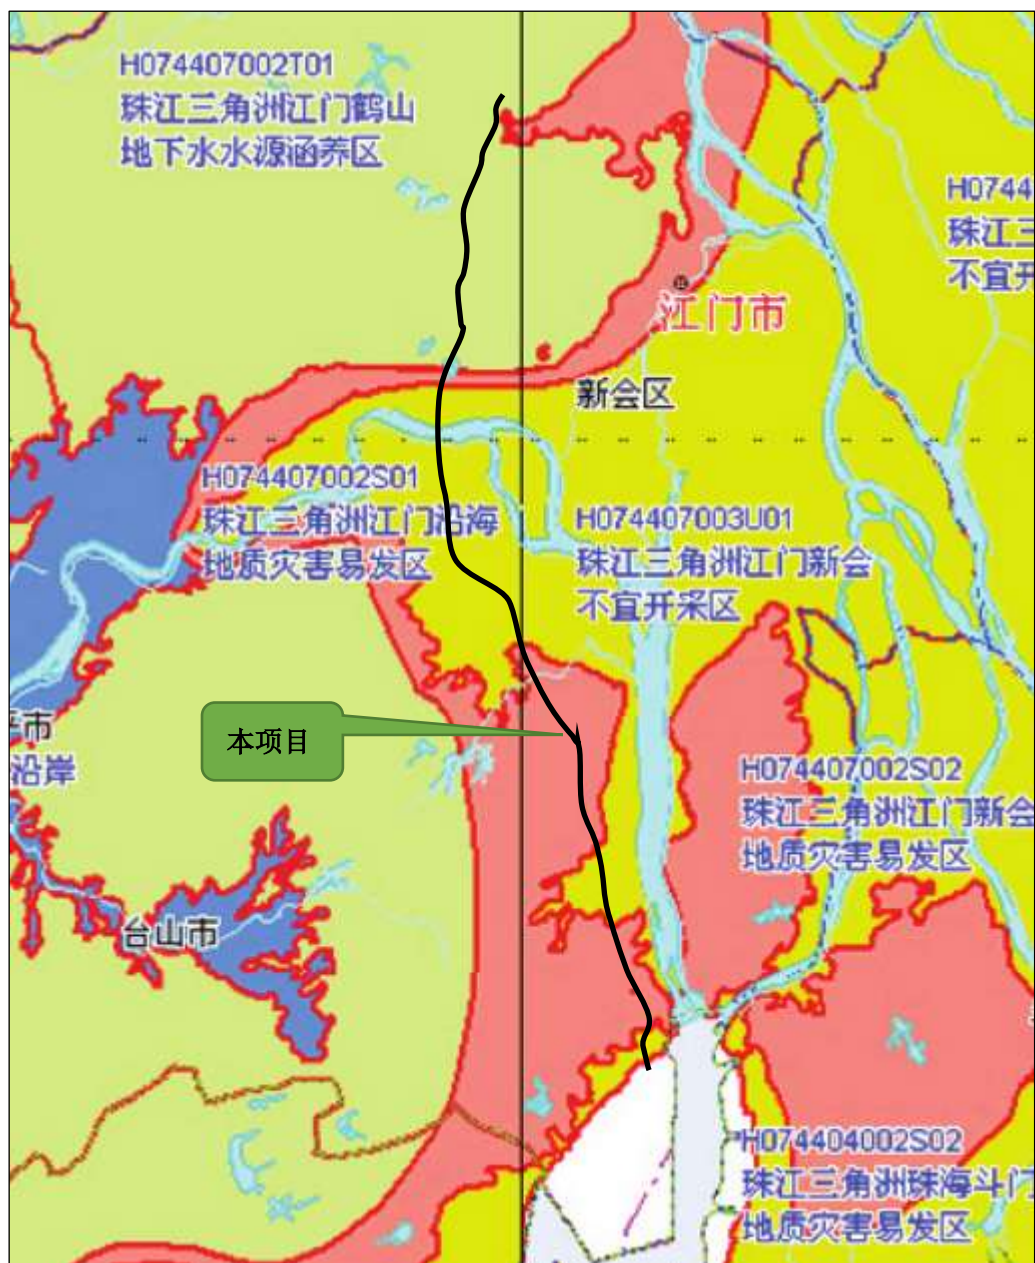 H074407002T01
珠江三角洲江门鹤山
地下水水源涵养区
H0744
珠江三
不宜开
江门市
新会区
H074407002S01
珠江三角洲江门沿海
地质灾害易发区
H074407003U01
珠江三角洲江门新会
不宜开采区
本项目
平市
沿岸
H074407002S02
珠江三角洲江门新会
地质灾害易发区
台山市
H074404002S02
珠江三角洲珠海斗门
地质灾害易发区